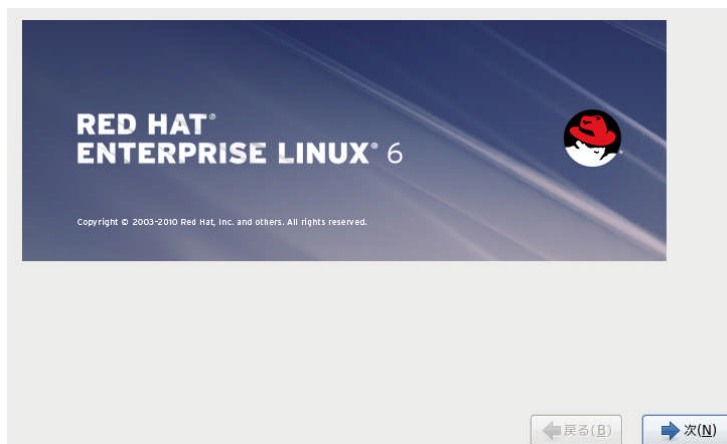 RED HAT®
ENTERPRISE LINUX® 6
Copyright © 2003-2010 Red Hat, Inc. and others. All rights reserved.
戻る(B) 次(N)